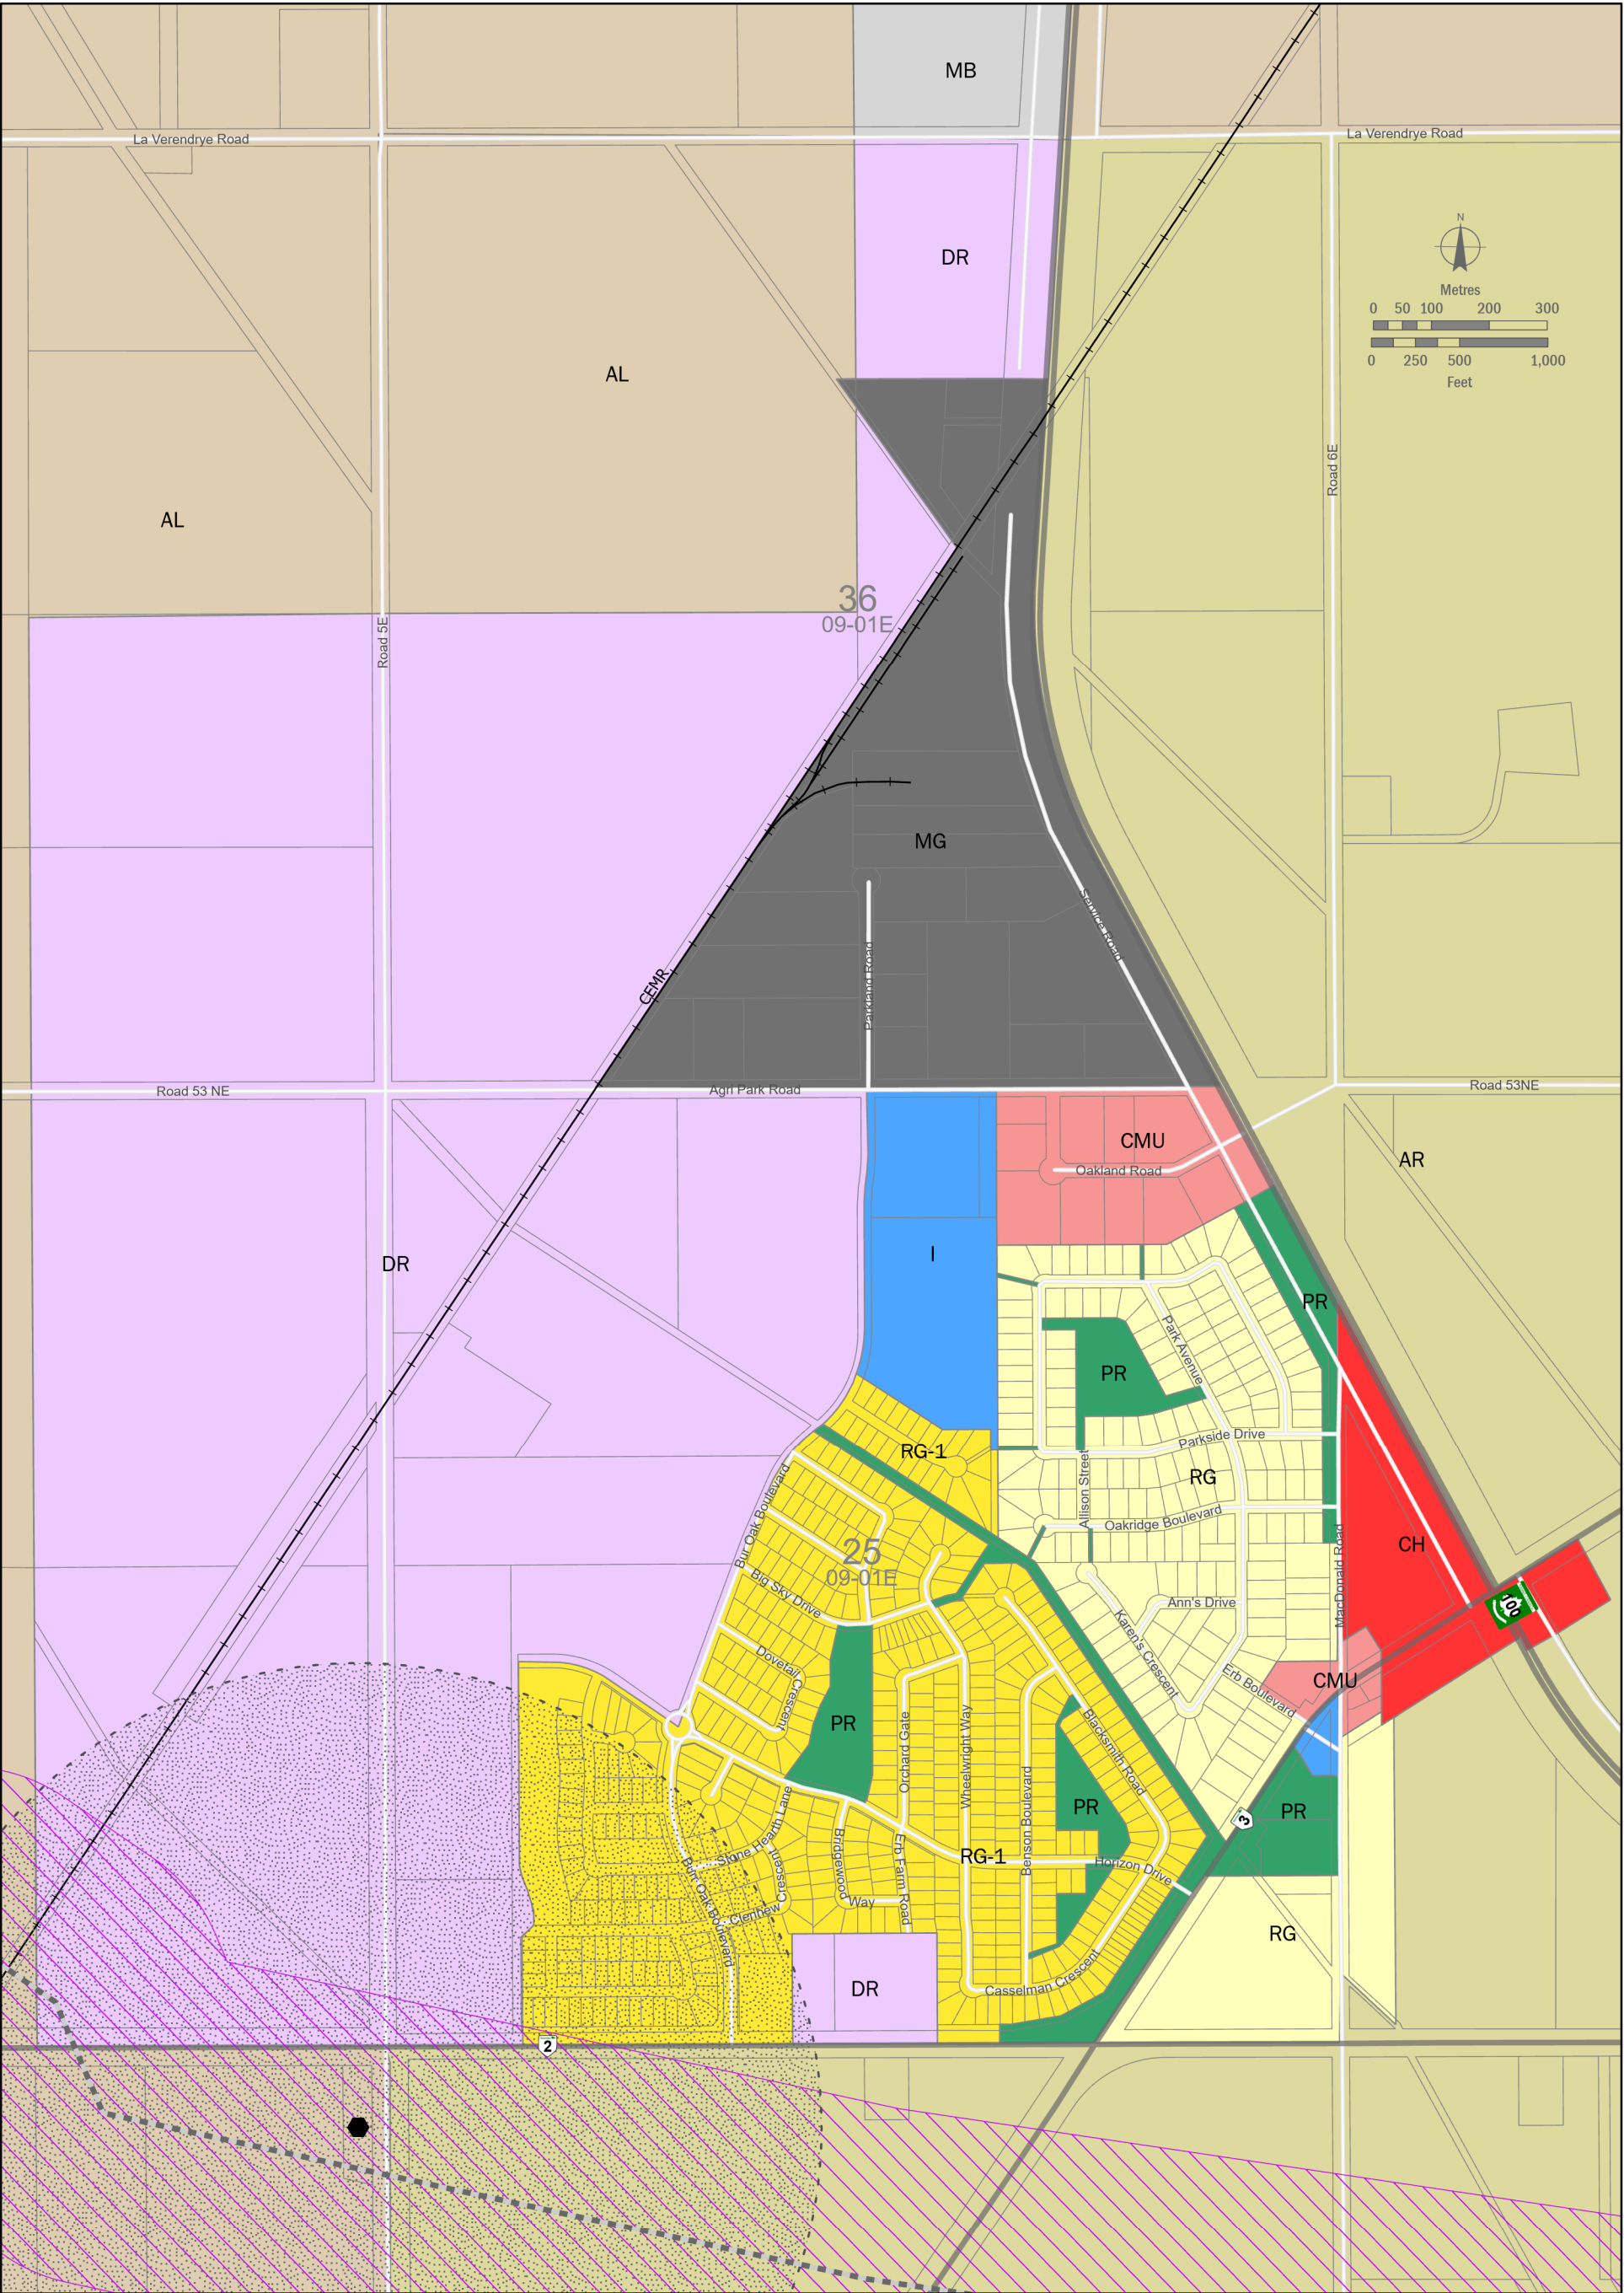 MB
La Verendrye Road
La Verendrye Road
DR
N
Metres
0 50 100 200 300
0 250 500 1,000
Feet
AL
AL
Road 6E
36
09-01E
Road 5E
MG
Service Road
Parkland Road
CEMR
Road 53 NE
Agri Park Road
Road 53NE
CMU
Oakland Road
AR
I
DR
PR
Park Avenue
PR
Parkside Drive
RG-1
RG
Allison Street
Bur Oak Boulevard
Oakridge Boulevard
25
09-01E
CH
MacDonald Road
Big Sky Drive
Ann's Drive
100
Karen's Crescent
Dovetail Crescent
Erb Boulevard
CMU
PR
Orchard Gate
Wheelwright Way
Blacksmith Road
PR
PR
3
Benson Boulevard
Stone Hearth Lane
Bridgewood
Way
Erb Farm Road
RG-1
Horizon Drive
Crescent
Clenhew
Burr Oak Boulevard
RG
DR
Casselman Crescent
2